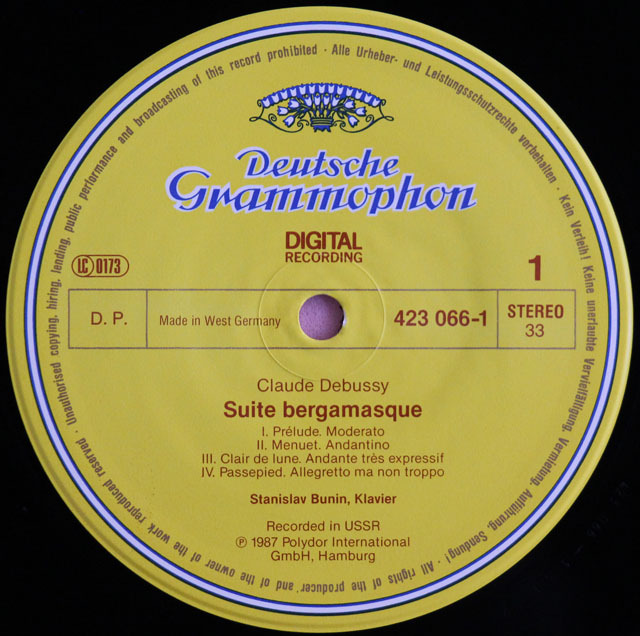 Alle Urheber- und Leistungsschutzrechte vorbehalten · Kein Verleih! Keine unerlaubte Vervielfältigung, Vermietung, Aufführung, Sendung! · All rights of the producer and of the owner of the work reproduced reserved · Unauthorised copying, hiring, lending, public performance and broadcasting of this record prohibited ·
Deutsche
Grammophon
DIGITAL
RECORDING
LC 0173
1
D. P.
Made in West Germany
423 066-1
STEREO
33
Claude Debussy
Suite bergamasque
I. Prélude. Moderato
II. Menuet. Andantino
III. Clair de lune. Andante très expressif
IV. Passepied. Allegretto ma non troppo
Stanislav Bunin, Klavier
Recorded in USSR
℗ 1987 Polydor International
GmbH, Hamburg